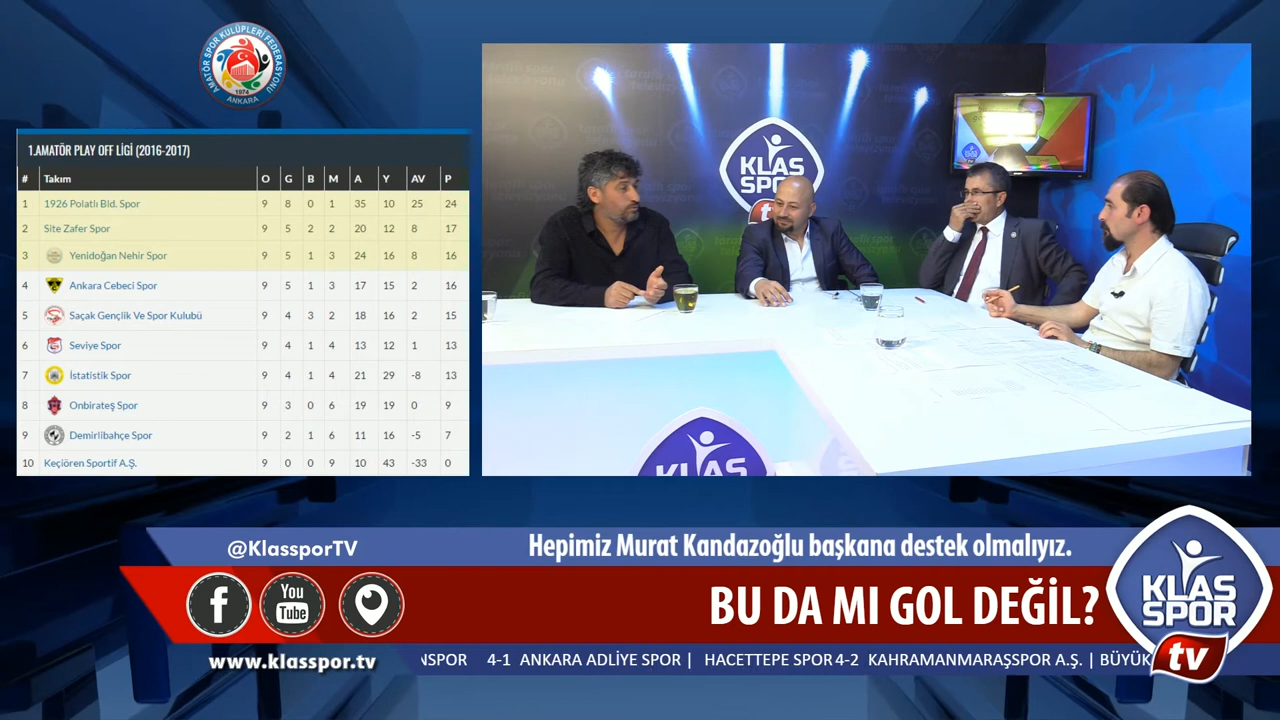 AMATÖR SPOR KULÜPLERİ FEDERASYONU
1974
ANKARA
1.AMATÖR PLAY OFF LİGİ (2016-2017)
# Takım O G B M A Y AV P
1 1926 Polatlı Bld. Spor 9 8 0 1 35 10 25 24
2 Site Zafer Spor 9 5 2 2 20 12 8 17
3 Yenidoğan Nehir Spor 9 5 1 3 24 16 8 16
4 Ankara Cebeci Spor 9 5 1 3 17 15 2 16
5 Saçak Gençlik Ve Spor Kulubü 9 4 3 2 18 16 2 15
6 Seviye Spor 9 4 1 4 13 12 1 13
7 İstatistik Spor 9 4 1 4 21 29 -8 13
8 Onbirateş Spor 9 3 0 6 19 19 0 9
9 Demirlibahçe Spor 9 2 1 6 11 16 -5 7
10 Keçiören Sportif A.Ş. 9 0 0 9 10 43 -33 0
KLAS
SPOR
tv
KLAS
@KlassporTV
Hepimiz Murat Kandazoğlu başkana destek olmalıyız.
f
You
Tube
BU DA MI GOL DEĞİL?
KLAS
SPOR
tv
www.klasspor.tv
NSPOR 4-1 ANKARA ADLİYE SPOR | HACETTEPE SPOR 4-2 KAHRAMANMARAŞSPOR A.Ş. | BÜYÜK